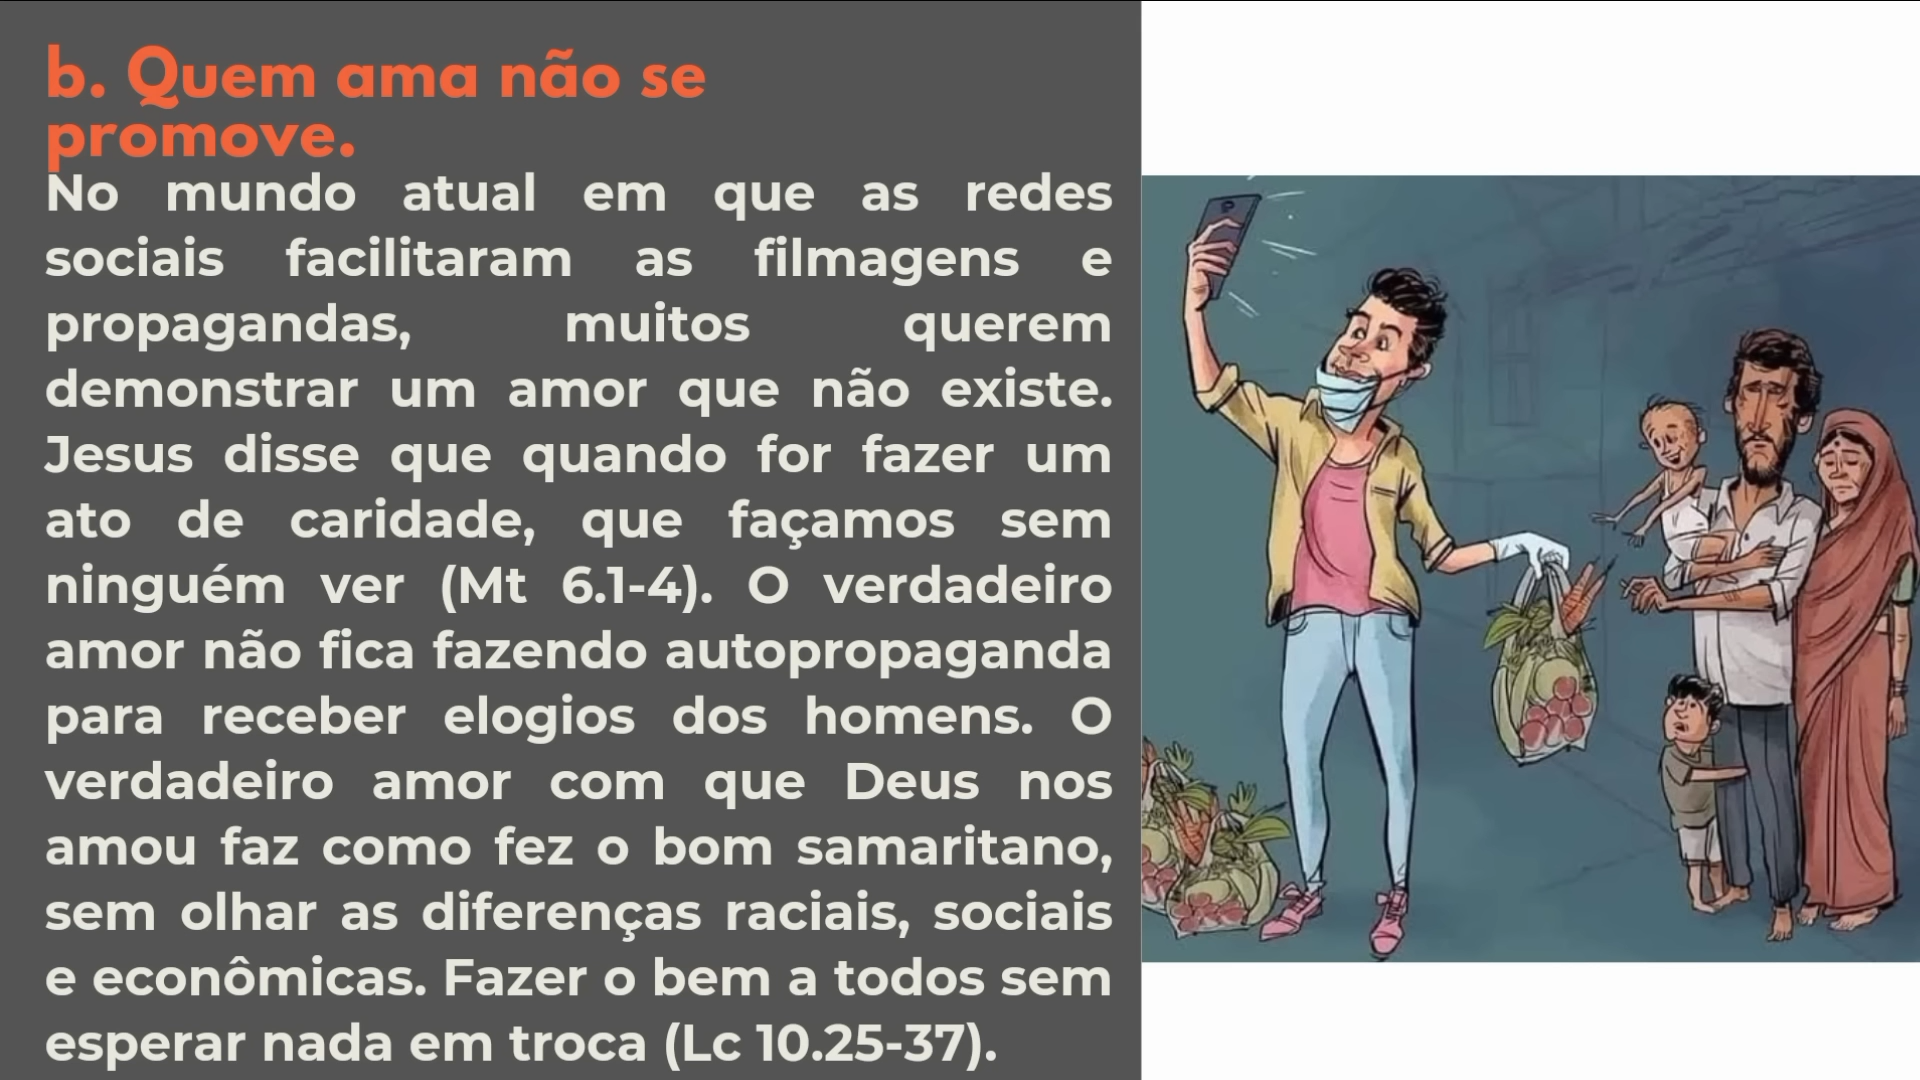 b. Quem ama não se
promove.
No mundo atual em que as redes
sociais facilitaram as filmagens e
propagandas, muitos querem
demonstrar um amor que não existe.
Jesus disse que quando for fazer um
ato de caridade, que façamos sem
ninguém ver (Mt 6.1-4). O verdadeiro
amor não fica fazendo autopropaganda
para receber elogios dos homens. O
verdadeiro amor com que Deus nos
amou faz como fez o bom samaritano,
sem olhar as diferenças raciais, sociais
e econômicas. Fazer o bem a todos sem
esperar nada em troca (Lc 10.25-37).